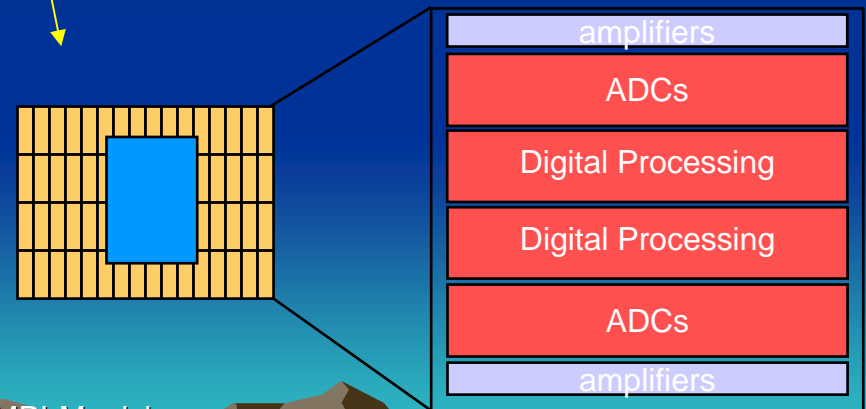 amplifiers
ADCs
Digital Processing
Digital Processing
ADCs
amplifiers